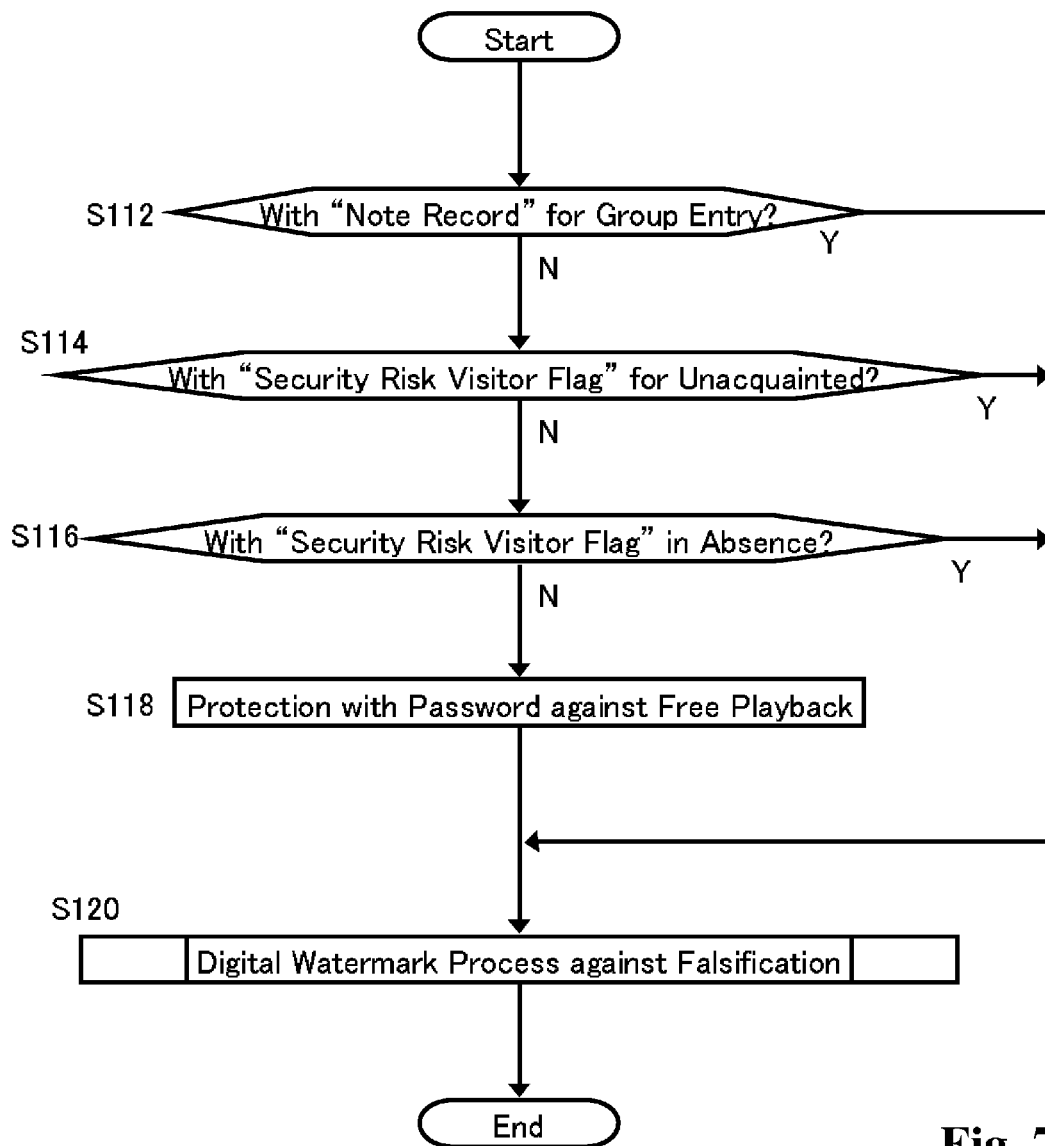 Start
S112
With “Note Record” for Group Entry?
Y
N
S114
With “Security Risk Visitor Flag” for Unacquainted?
Y
N
S116
With “Security Risk Visitor Flag” in Absence?
Y
N
S118
Protection with Password against Free Playback
S120
Digital Watermark Process against Falsification
End
Fig.